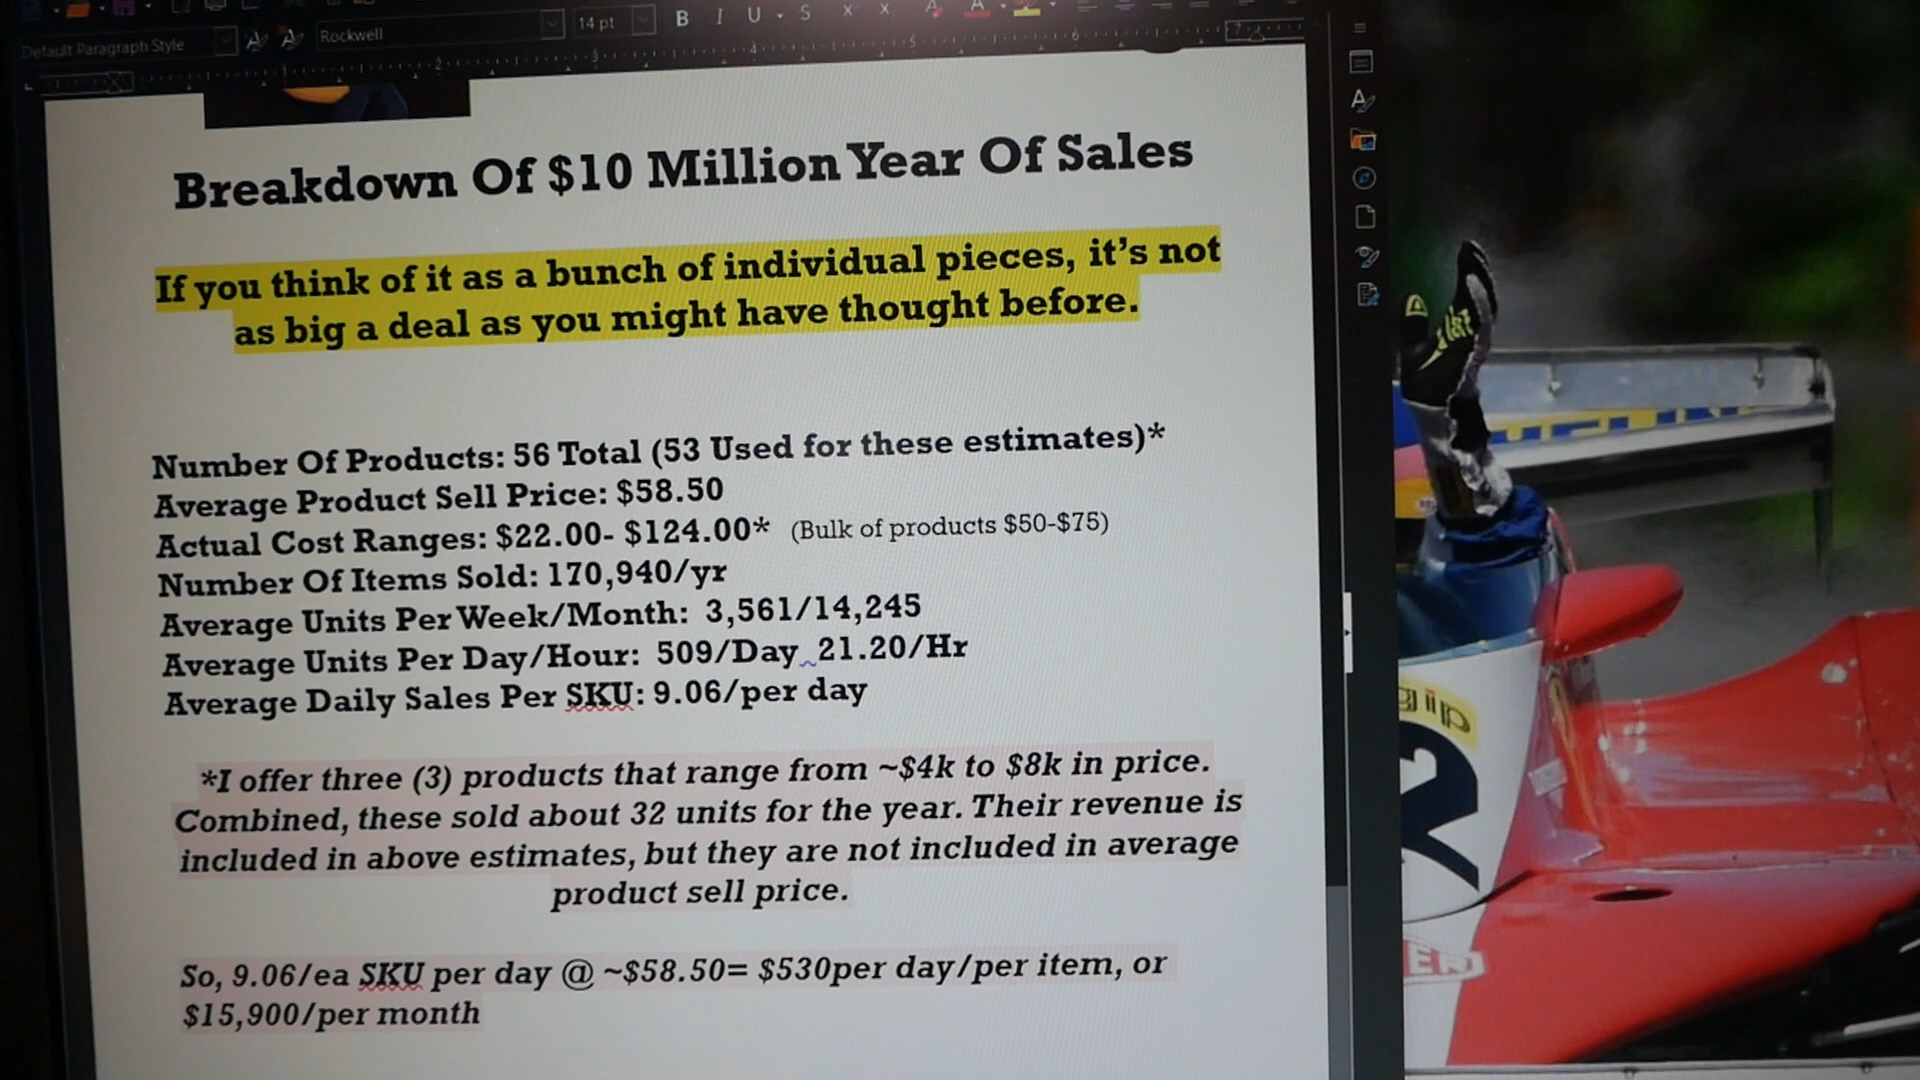 Default Paragraph Style
Rockwell
14 pt
B I U S X X A A
Breakdown Of $10 Million Year Of Sales
If you think of it as a bunch of individual pieces, it's not
as big a deal as you might have thought before.
Number Of Products: 56 Total (53 Used for these estimates)*
Average Product Sell Price: $58.50
Actual Cost Ranges: $22.00- $124.00* (Bulk of products $50-$75)
Number Of Items Sold: 170,940/yr
Average Units Per Week/Month: 3,561/14,245
Average Units Per Day/Hour: 509/Day 21.20/Hr
Average Daily Sales Per SKU: 9.06/per day
*I offer three (3) products that range from ~$4k to $8k in price.
Combined, these sold about 32 units for the year. Their revenue is
included in above estimates, but they are not included in average
product sell price.
So, 9.06/ea SKU per day @ ~$58.50= $530per day/per item, or
$15,900/per month
gip
2